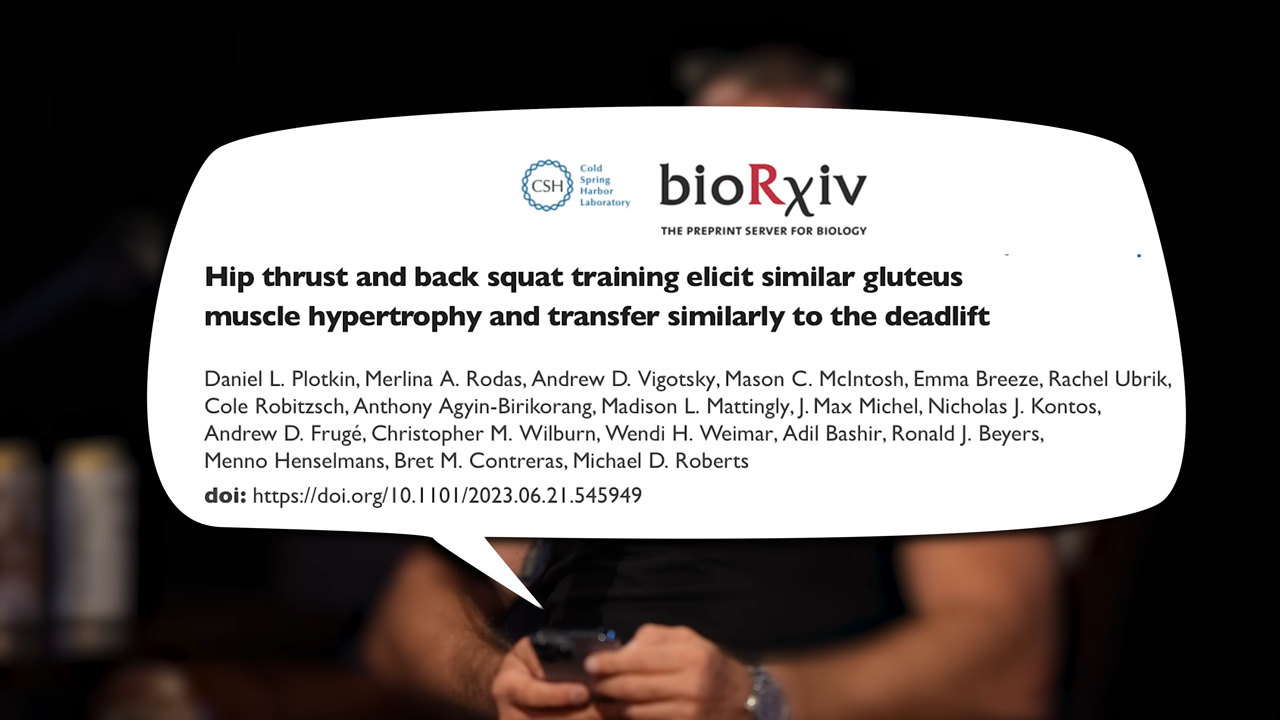 CSH
Cold
Spring
Harbor
Laboratory
bioRχiv
THE PREPRINT SERVER FOR BIOLOGY
Hip thrust and back squat training elicit similar gluteus
muscle hypertrophy and transfer similarly to the deadlift
Daniel L. Plotkin, Merlina A. Rodas, Andrew D. Vigotsky, Mason C. McIntosh, Emma Breeze, Rachel Ubrik,
Cole Robitzsch, Anthony Agyin-Birikorang, Madison L. Mattingly, J. Max Michel, Nicholas J. Kontos,
Andrew D. Frugé, Christopher M. Wilburn, Wendi H. Weimar, Adil Bashir, Ronald J. Beyers,
Menno Henselmans, Bret M. Contreras, Michael D. Roberts
doi: https://doi.org/10.1101/2023.06.21.545949